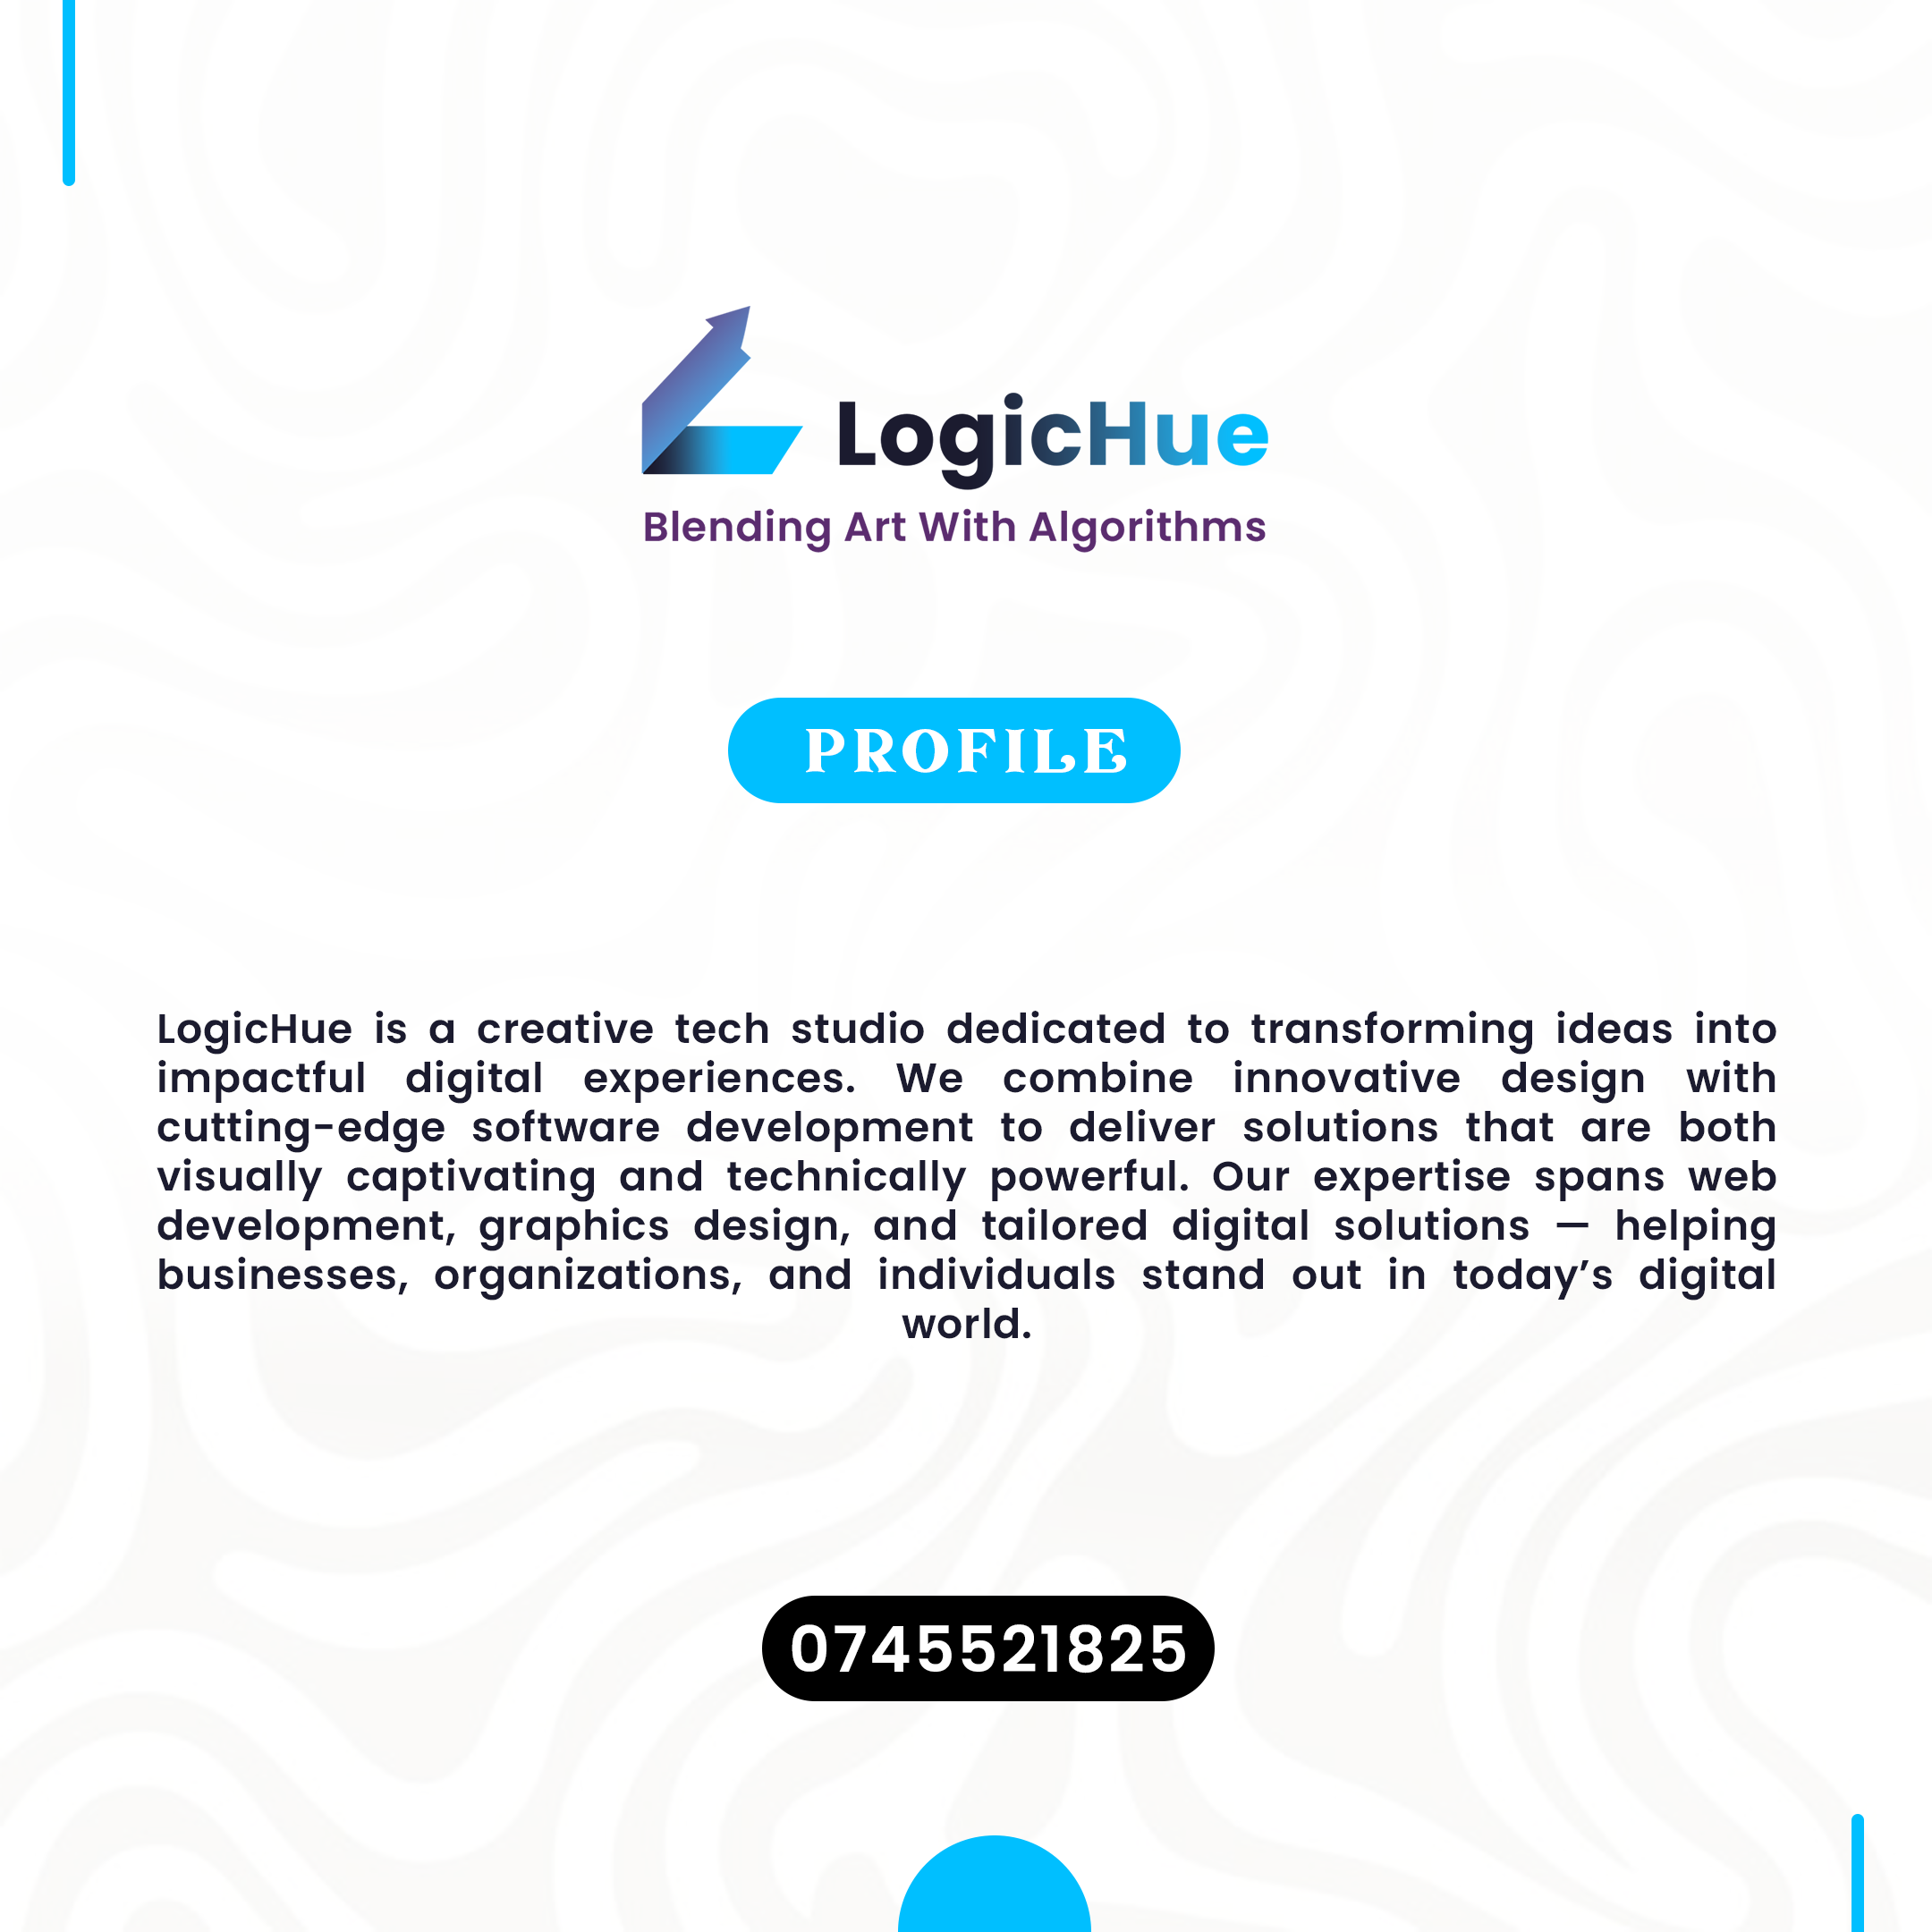 LogicHue
Blending Art With Algorithms
PROFILE
LogicHue is a creative tech studio dedicated to transforming ideas into
impactful digital experiences. We combine innovative design with
cutting-edge software development to deliver solutions that are both
visually captivating and technically powerful. Our expertise spans web
development, graphics design, and tailored digital solutions — helping
businesses, organizations, and individuals stand out in today’s digital
world.
0745521825